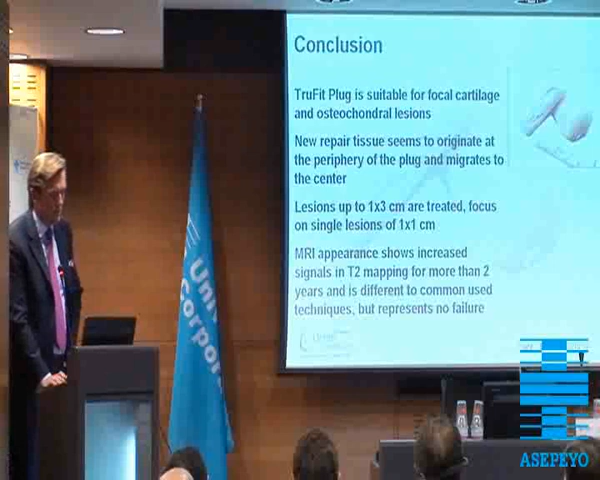 Conclusion
TruFit Plug is suitable for focal cartilage
and osteochondral lesions
New repair tissue seems to originate at
the periphery of the plug and migrates to
the center
Lesions up to 1x3 cm are treated, focus
on single lesions of 1x1 cm
MRI appearance shows increased
signals in T2 mapping for more than 2
years and is different to common used
techniques, but represents no failure
ASEPEYO